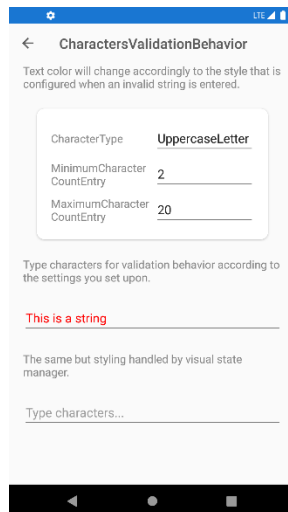 LTE
CharactersValidationBehavior
Text color will change accordingly to the style that is
configured when an invalid string is entered.
CharacterType UppercaseLetter
MinimumCharacter
CountEntry 2
MaximumCharacter
CountEntry 20
Type characters for validation behavior according to
the settings you set upon.
This is a string
The same but styling handled by visual state
manager.
Type characters...